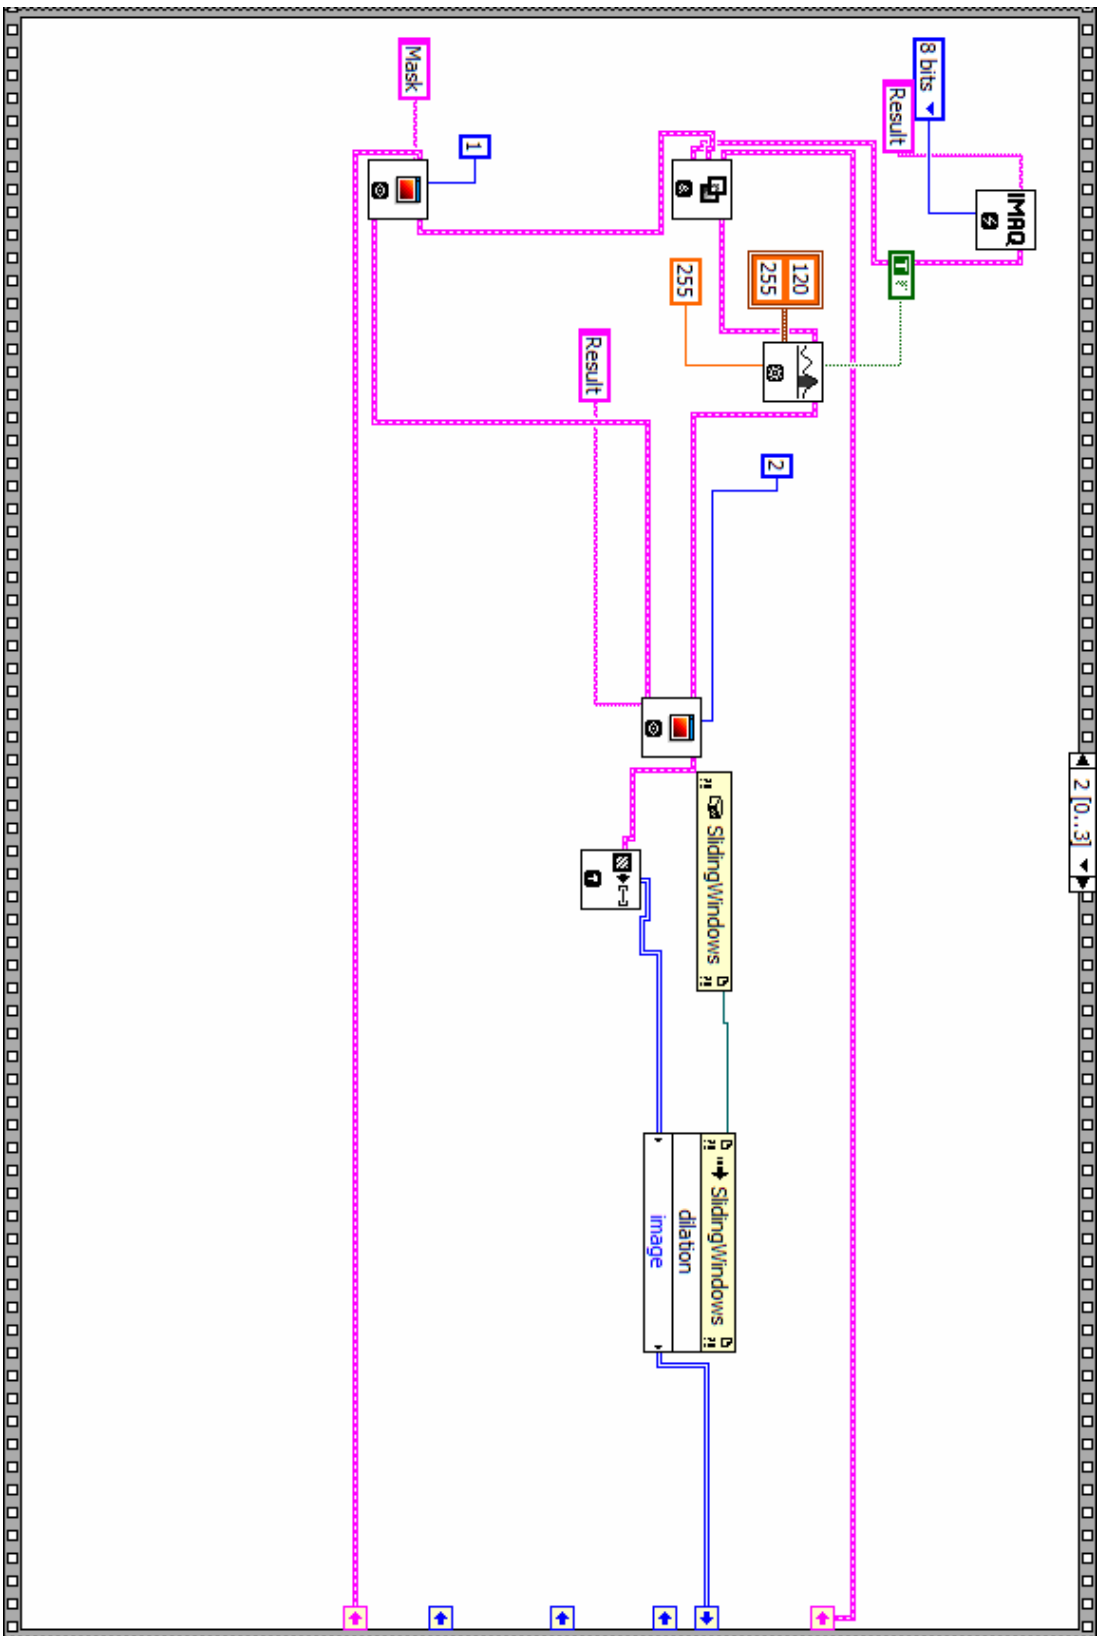 2 [0..3]
8 bits
Result
IMAQ
T
120
255
255
Mask
1
Result
2
SlidingWindows
SlidingWindows
dilation
image